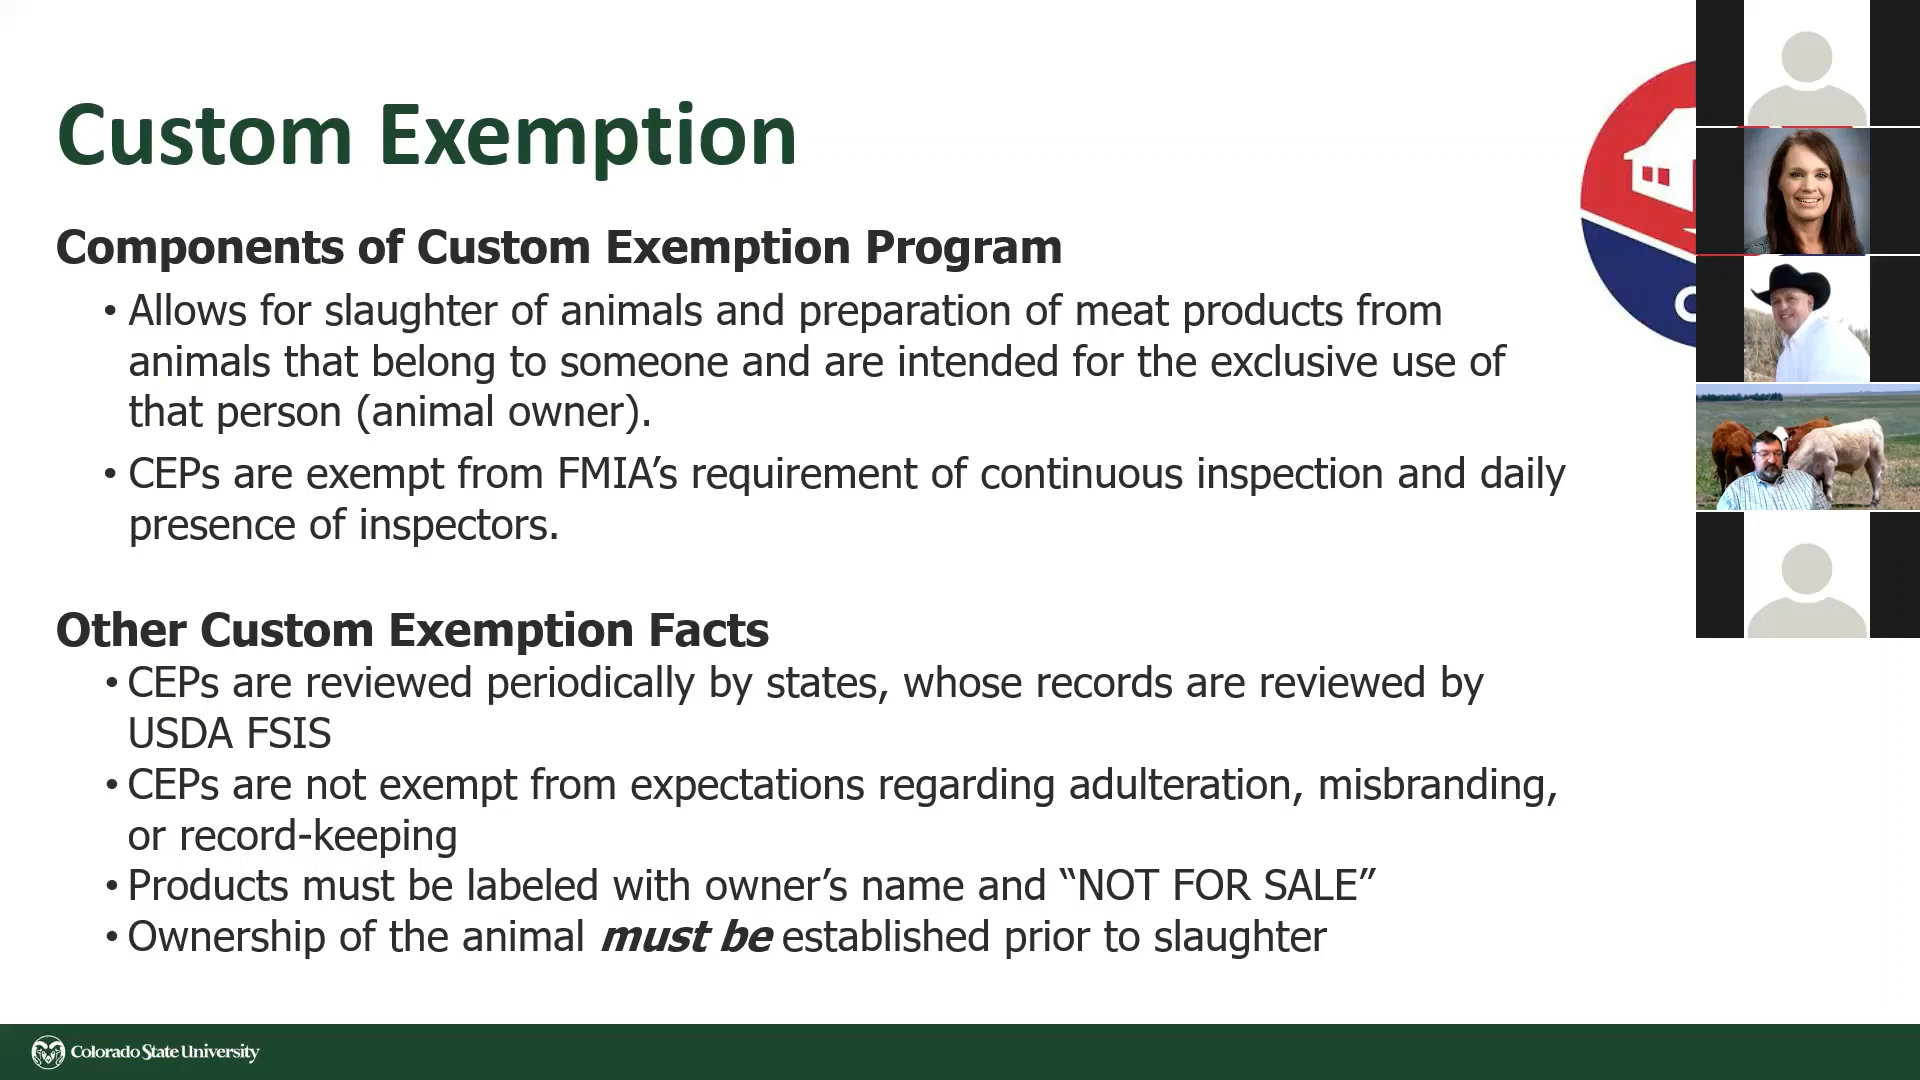 Custom Exemption
Components of Custom Exemption Program
• Allows for slaughter of animals and preparation of meat products from
animals that belong to someone and are intended for the exclusive use of
that person (animal owner).
• CEPs are exempt from FMIA’s requirement of continuous inspection and daily
presence of inspectors.
Other Custom Exemption Facts
• CEPs are reviewed periodically by states, whose records are reviewed by
USDA FSIS
• CEPs are not exempt from expectations regarding adulteration, misbranding,
or record-keeping
• Products must be labeled with owner’s name and “NOT FOR SALE”
• Ownership of the animal must be established prior to slaughter
Colorado State University